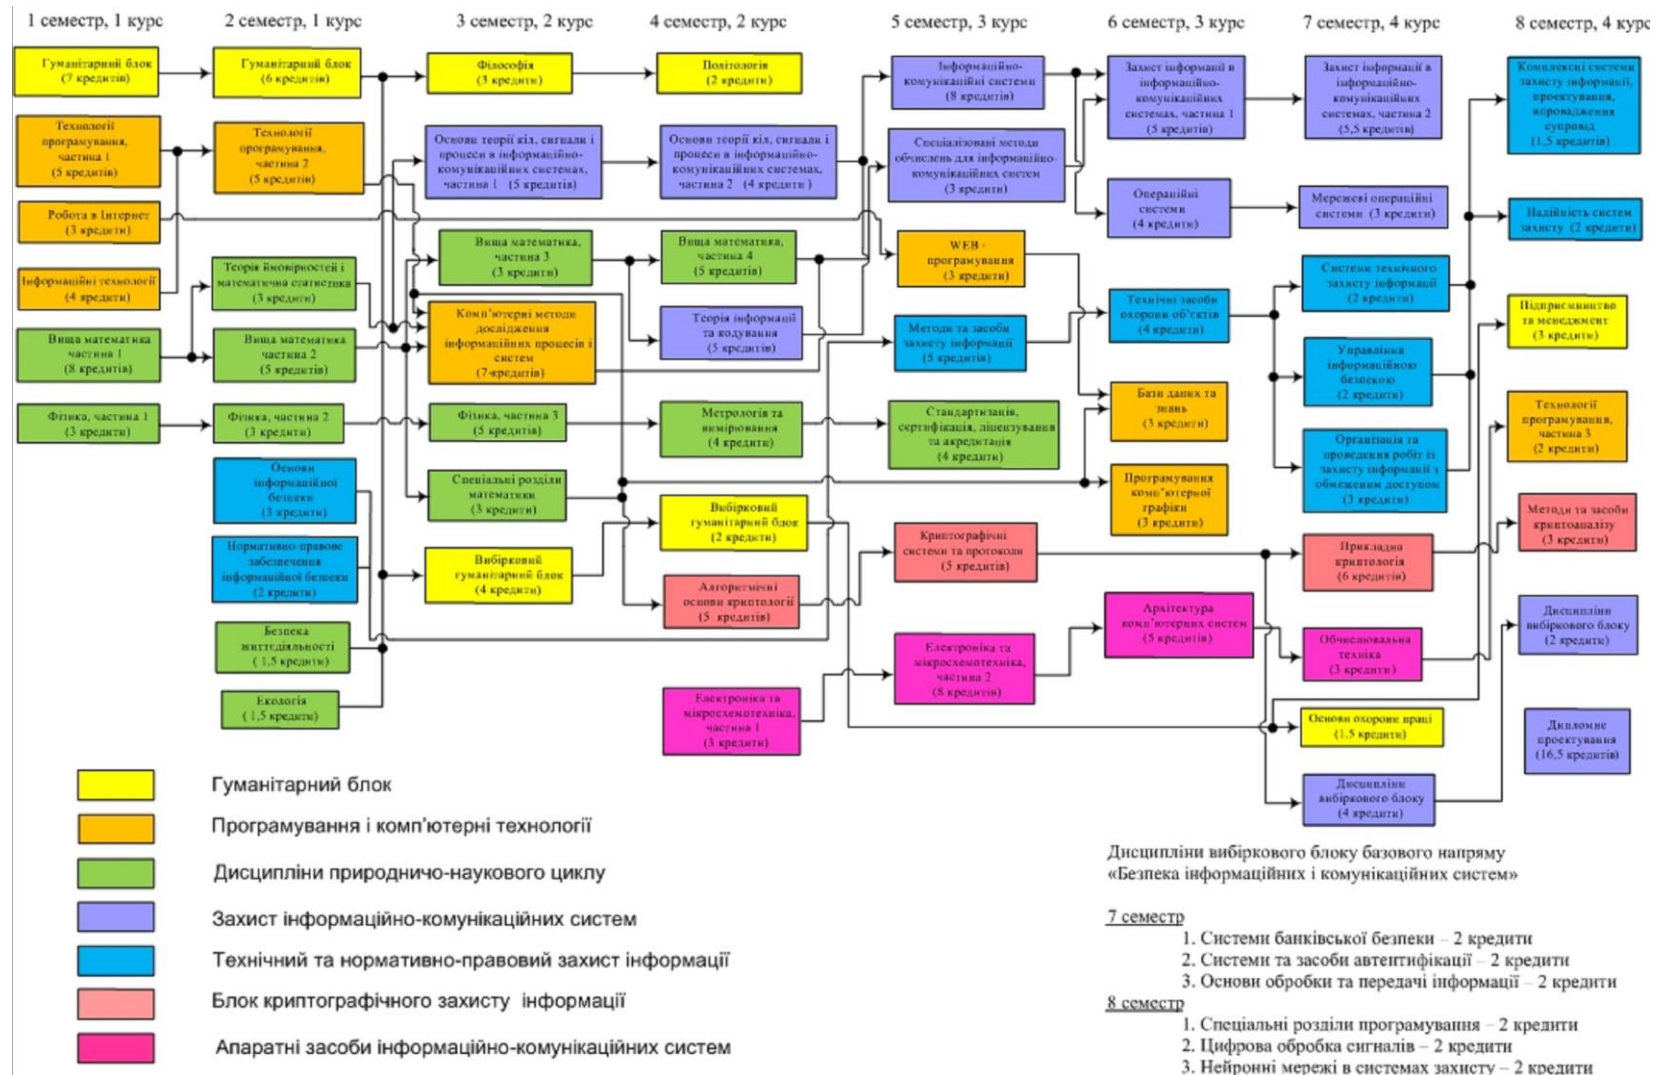 1 семестр, 1 курс
2 семестр, 1 курс
3 семестр, 2 курс
4 семестр, 2 курс
5 семестр, 3 курс
6 семестр, 3 курс
7 семестр, 4 курс
8 семестр, 4 курс
Гуманітарний блок
(7 кредитів)
Технології
програмування,
частина 1
(5 кредитів)
Робота в Інтернет
(3 кредити)
Інформаційні технології
(4 кредити)
Вища математика
частина 1
(8 кредитів)
Фізика, частина 1
(3 кредити)
Гуманітарний блок
(6 кредитів)
Технології
програмування,
частина 2
(5 кредитів)
Теорія ймовірностей і
математична статистика
(3 кредити)
Вища математика
частина 2
(5 кредитів)
Фізика, частина 2
(3 кредити)
Основи
інформаційної
безпеки
(3 кредити)
Нормативно-правове
забезпечення
інформаційної безпеки
(2 кредити)
Безпека
життєдіяльності
( 1,5 кредити)
Екологія
( 1,5 кредити)
Філософія
(3 кредити)
Основи теорії кіл, сигнали і
процеси в інформаційно-
комунікаційних системах,
частина 1 (5 кредитів)
Вища математика,
частина 3
(3 кредити)
Комп’ютерні методи
дослідження
інформаційних процесів і
систем
(7-кредитів)
Фізика, частина 3
(5 кредитів)
Спеціальні розділи
математики
(3 кредити)
Вибірковий
гуманітарний блок
(4 кредити)
Політологія
(2 кредити)
Основи теорії кіл, сигнали і
процеси в інформаційно-
комунікаційних системах,
частина 2 (4 кредити)
Вища математика,
частина 4
(5 кредитів)
Теорія інформації
та кодування
(5 кредитів)
Метрологія та
вимірювання
(4 кредити)
Вибірковий
гуманітарний блок
(2 кредити)
Алгоритмічні
основи криптології
(5 кредитів)
Електроніка та
мікросхемотехніка,
частина 1
(3 кредити)
Інформаційно-
комунікаційні системи
(8 кредитів)
Спеціалізовані методи
обчислень для інформаційно-
комунікаційних систем
(3 кредити)
WEB -
програмування
(3 кредити)
Методи та засоби
захисту інформації
(5 кредитів)
Стандартизація,
сертифікація, ліцензування
та акредитація
(4 кредити)
Криптографічні
системи та протоколи
(5 кредитів)
Електроніка та
мікросхемотехніка,
частина 2
(8 кредитів)
Захист інформації в
інформаційно-
комунікаційних
системах, частина 1
(5 кредитів)
Операційні
системи
(4 кредити)
Технічні засоби
охорони об’єктів
(4 кредити)
Бази даних та
знань
(3 кредити)
Програмування
комп’ютерної
графіки
(3 кредити)
Архітектура
комп’ютерних систем
(5 кредитів)
Захист інформації в
інформаційно-
комунікаційних
системах, частина 2
(5,5 кредитів)
Мережеві операційні
системи (3 кредити)
Системи технічного
захисту інформації
(2 кредити)
Управління
інформаційною
безпекою
(2 кредити)
Організація та
проведення робіт із
захисту інформації з
обмеженим доступом
(3 кредити)
Прикладна
криптологія
(6 кредитів)
Обчислювальна
техніка
(3 кредити)
Основи охорони праці
(1,5 кредити)
Дисципліни
вибіркового блоку
(4 кредити)
Комплексні системи
захисту інформації,
проектування,
впровадження
супровід
(1,5 кредити)
Надійність систем
захисту (2 кредити)
Підприємництво
та менеджмент
(3 кредити)
Технології
програмування,
частина 3
(2 кредити)
Методи та засоби
криптоаналізу
(3 кредити)
Дисципліни
вибіркового блоку
(2 кредити)
Дипломне
проектування
(16,5 кредитів)
Гуманітарний блок
Програмування і комп’ютерні технології
Дисципліни природничо-наукового циклу
Захист інформаційно-комунікаційних систем
Технічний та нормативно-правовий захист інформації
Блок криптографічного захисту інформації
Апаратні засоби інформаційно-комунікаційних систем
Дисципліни вибіркового блоку базового напряму
«Безпека інформаційних і комунікаційних систем»
7 семестр
1. Системи банківської безпеки – 2 кредити
2. Системи та засоби автентифікації – 2 кредити
3. Основи обробки та передачі інформації – 2 кредити
8 семестр
1. Спеціальні розділи програмування – 2 кредити
2. Цифрова обробка сигналів – 2 кредити
3. Нейронні мережі в системах захисту – 2 кредити